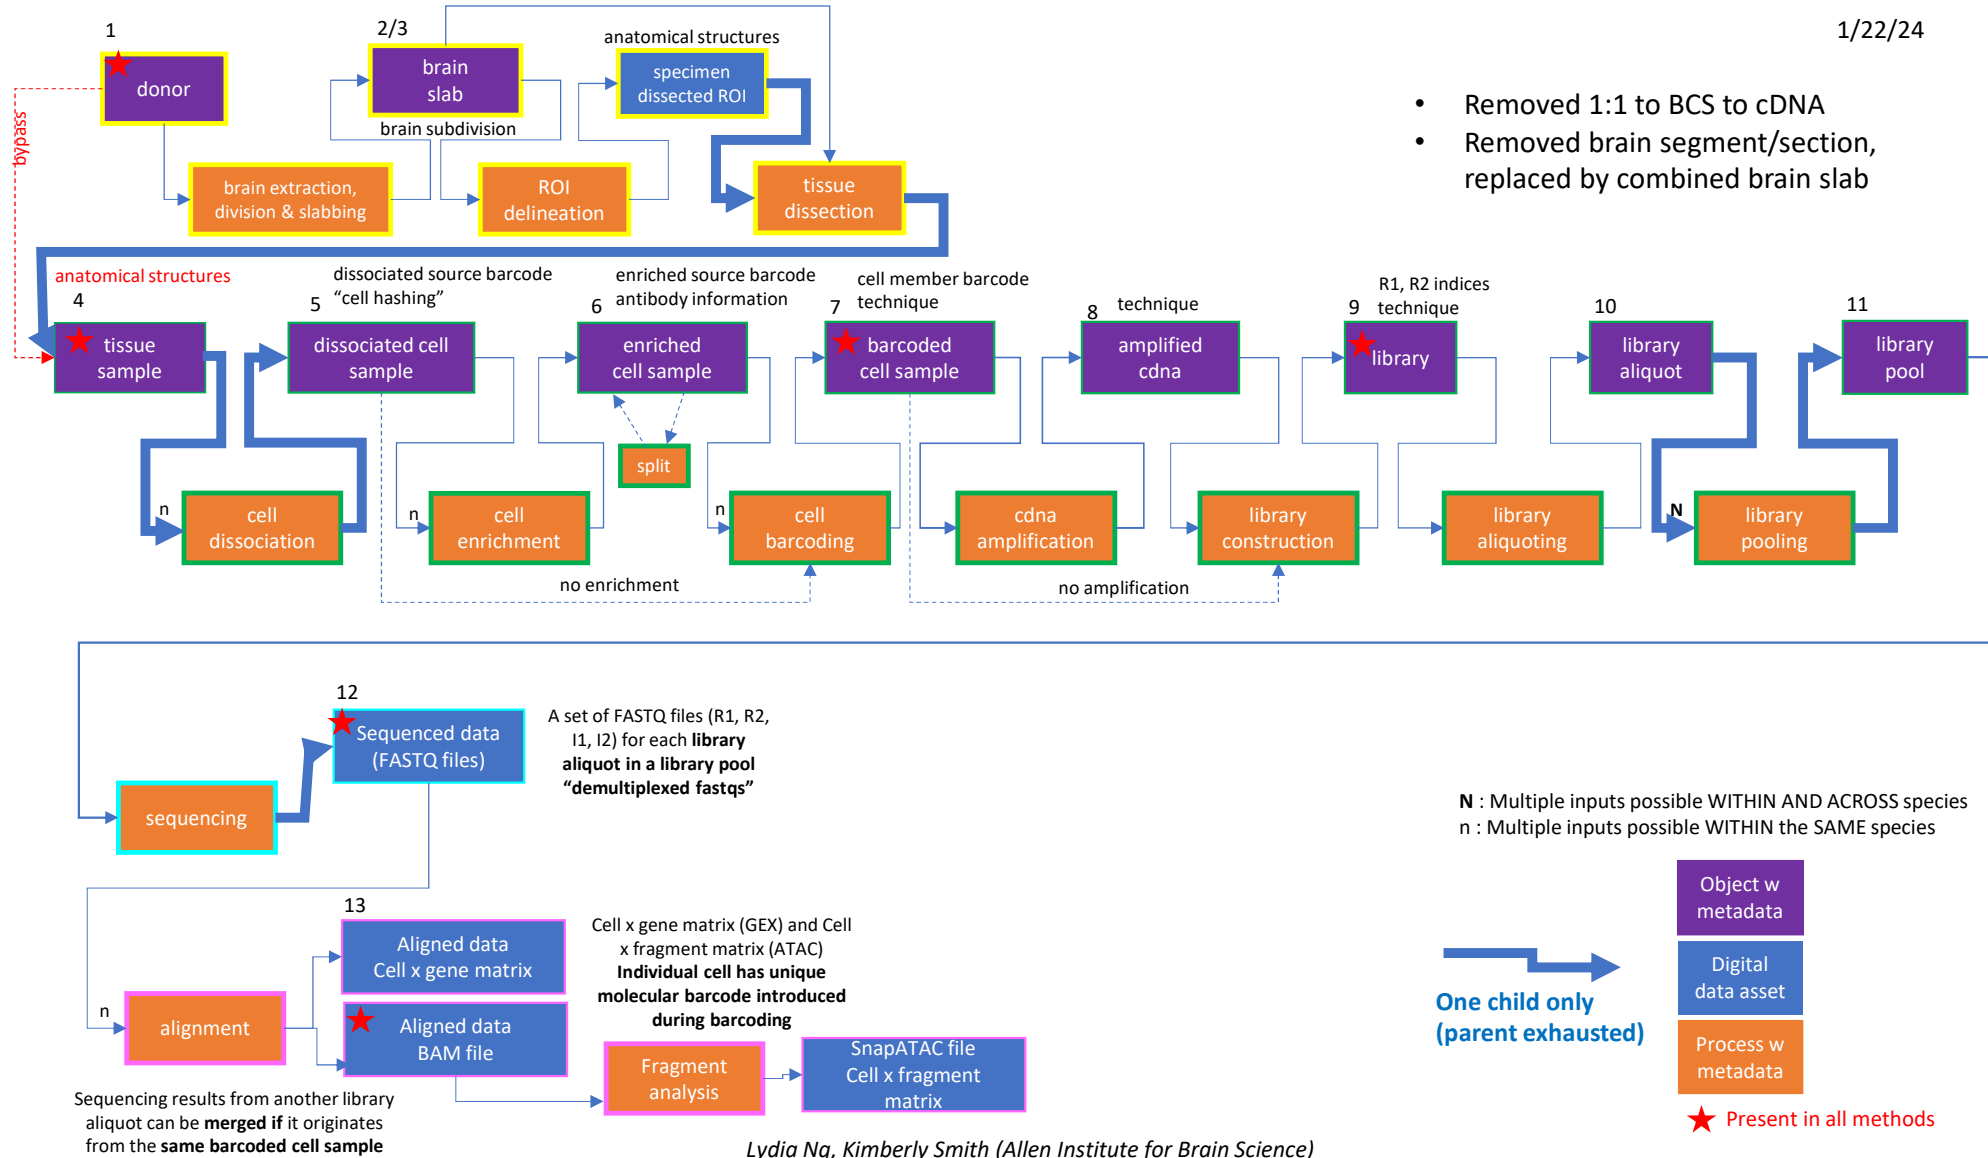 1/22/24
1
2/3
anatomical structures
donor
brain
slab
specimen
dissected ROI
bypass
brain subdivision
brain extraction,
division & slabbing
ROI
delineation
tissue
dissection
• Removed 1:1 to BCS to cDNA
• Removed brain segment/section,
replaced by combined brain slab
anatomical structures
4
dissociated source barcode
5 "cell hashing"
enriched source barcode
6 antibody information
cell member barcode
7 technique
8 technique
R1, R2 indices
9 technique
10
11
tissue
sample
dissociated cell
sample
enriched
cell sample
barcoded
cell sample
amplified
cdna
library
library
aliquot
library
pool
split
n
cell
dissociation
n
cell
enrichment
n
cell
barcoding
cdna
amplification
library
construction
library
aliquoting
N
library
pooling
no enrichment
no amplification
12
Sequenced data
(FASTQ files)
A set of FASTQ files (R1, R2,
I1, I2) for each library
aliquot in a library pool
“demultiplexed fastqs”
sequencing
N : Multiple inputs possible WITHIN AND ACROSS species
n : Multiple inputs possible WITHIN the SAME species
13
Aligned data
Cell x gene matrix
Cell x gene matrix (GEX) and Cell
x fragment matrix (ATAC)
Individual cell has unique
molecular barcode introduced
during barcoding
n
alignment
Aligned data
BAM file
Fragment
analysis
SnapATAC file
Cell x fragment
matrix
Sequencing results from another library
aliquot can be merged if it originates
from the same barcoded cell sample
One child only
(parent exhausted)
Object w
metadata
Digital
data asset
Process w
metadata
Present in all methods
Lydia Ng, Kimberly Smith (Allen Institute for Brain Science)